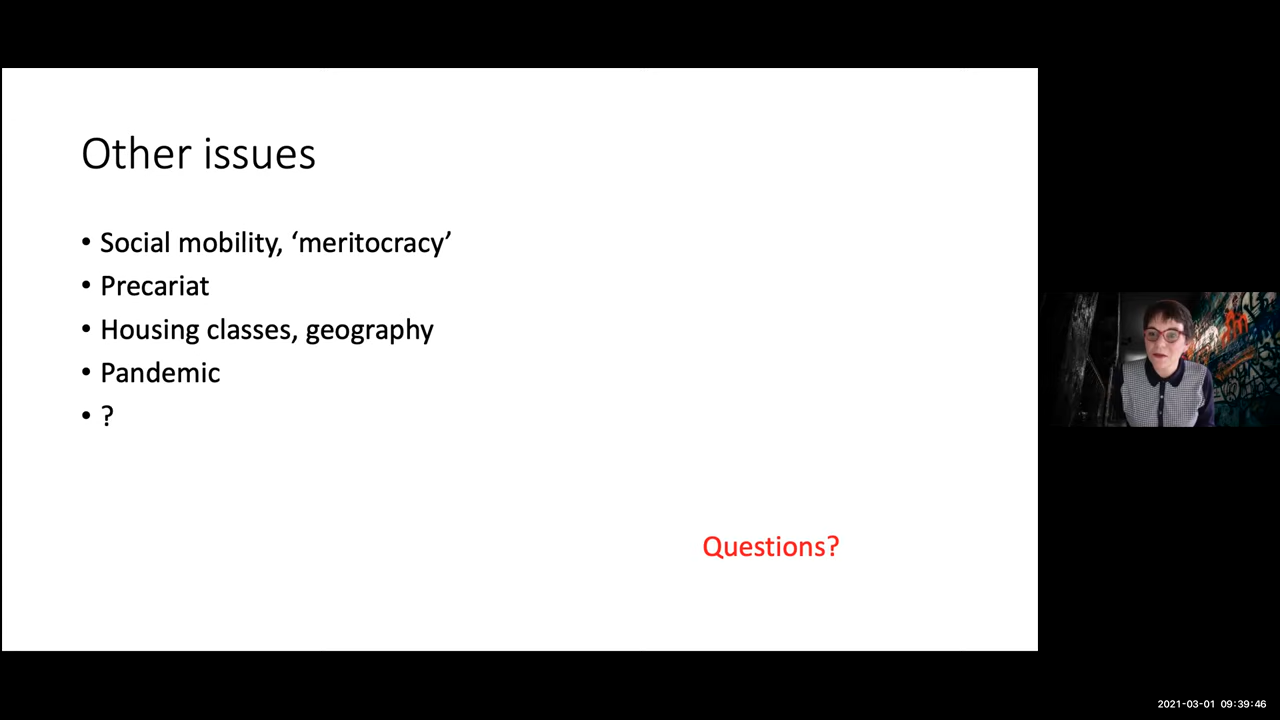 Other issues
• Social mobility, ‘meritocracy’
• Precariat
• Housing classes, geography
• Pandemic
• ?
Questions?
2021-03-01 09:39:46